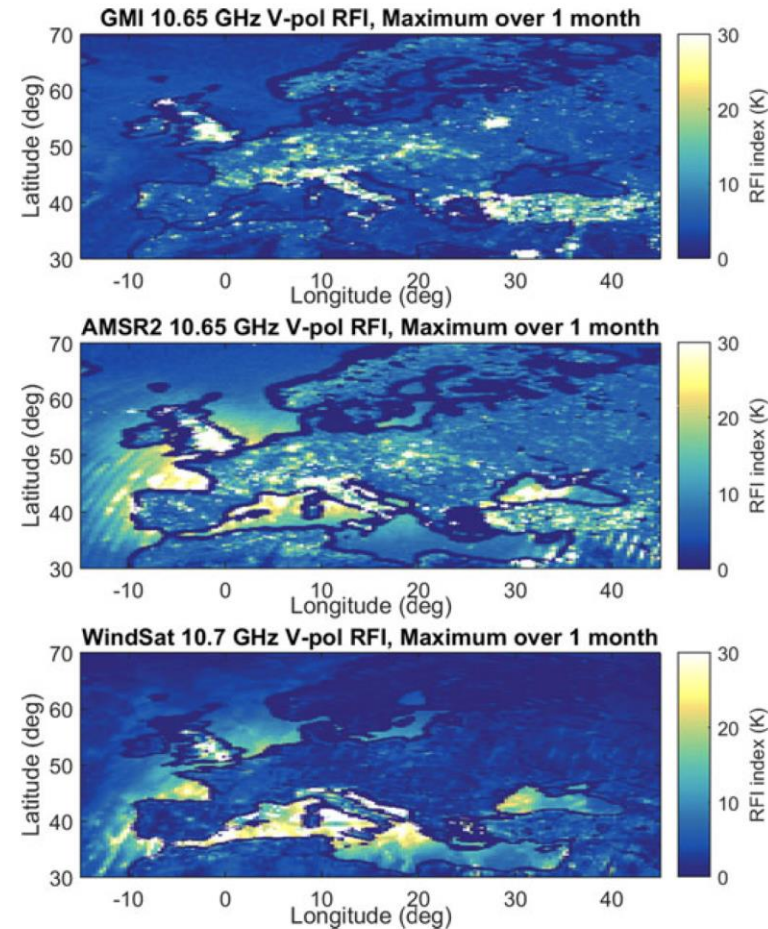 GMI 10.65 GHz V-pol RFI, Maximum over 1 month
70
60
50
40
30
Latitude (deg)
-10 0 10 20 30 40
Longitude (deg)
30
20
10
0
RFI index (K)
AMSR2 10.65 GHz V-pol RFI, Maximum over 1 month
70
60
50
40
30
Latitude (deg)
-10 0 10 20 30 40
Longitude (deg)
30
20
10
0
RFI index (K)
WindSat 10.7 GHz V-pol RFI, Maximum over 1 month
70
60
50
40
30
Latitude (deg)
-10 0 10 20 30 40
Longitude (deg)
30
20
10
0
RFI index (K)